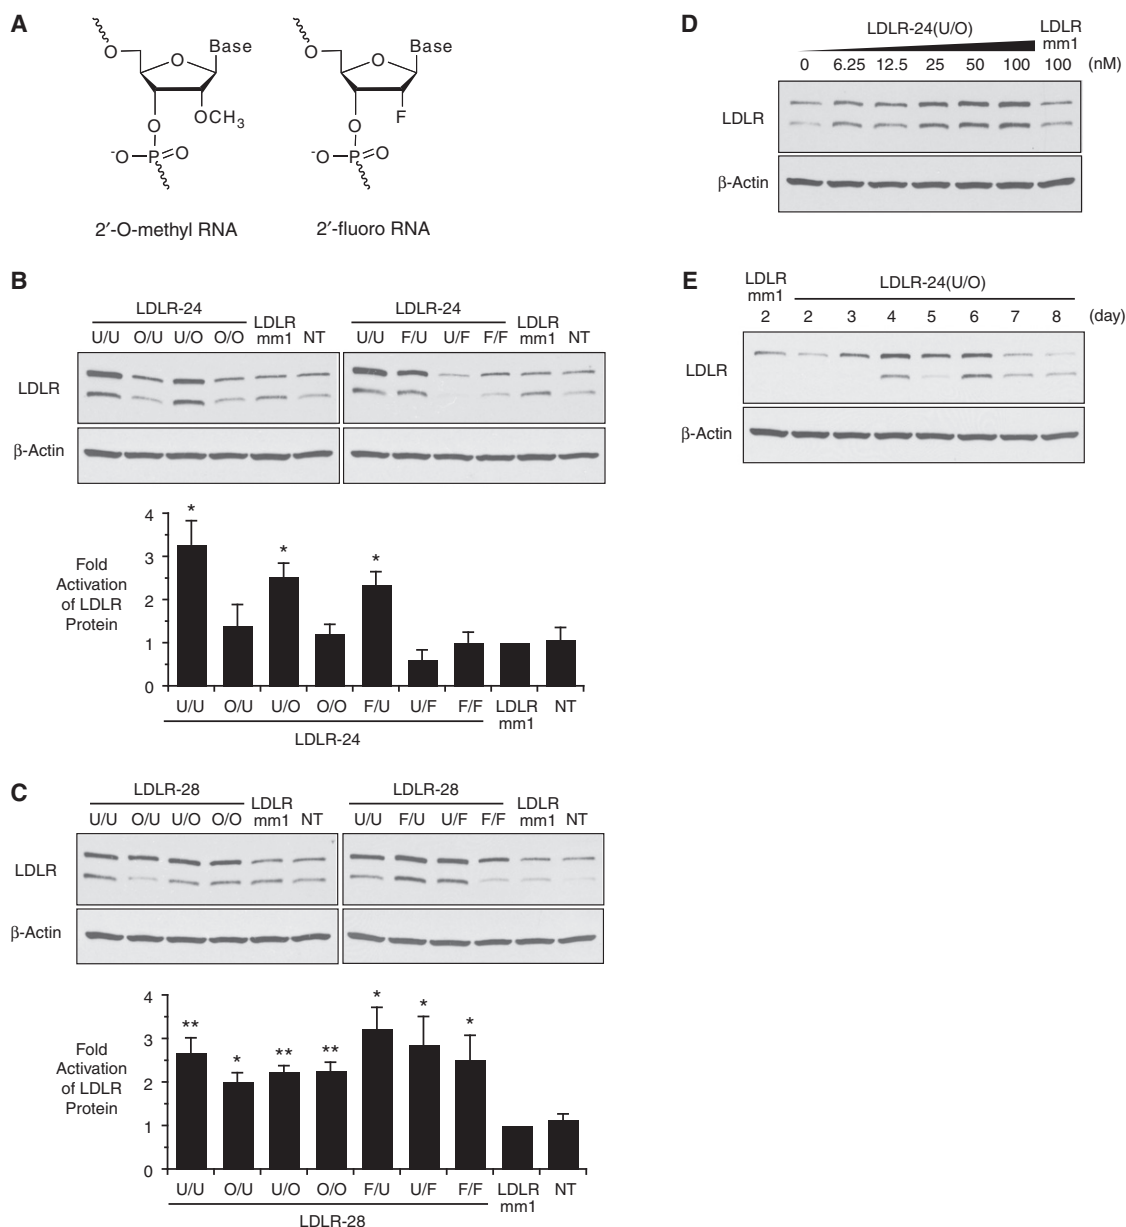 A
O
O
Base
O
OCH3
-O
P
O
2′-O-methyl RNA
O
O
Base
O
F
-O
P
O
2′-fluoro RNA
B
LDLR-24
U/U O/U U/O O/O
LDLR
mm1
NT
LDLR-24
U/U F/U U/F F/F
LDLR
mm1
NT
LDLR
β-Actin
Fold
Activation
of LDLR
Protein
4
3
2
1
0
*
*
*
U/U O/U U/O O/O F/U U/F F/F LDLR NT
mm1
LDLR-24
C
LDLR-28
U/U O/U U/O O/O
LDLR
mm1
NT
LDLR-28
U/U F/U U/F F/F
LDLR
mm1
NT
LDLR
β-Actin
Fold
Activation
of LDLR
Protein
4
3
2
1
0
**
*
**
**
*
*
*
U/U O/U U/O O/O F/U U/F F/F LDLR NT
mm1
LDLR-28
D
LDLR-24(U/O)
LDLR
mm1
0 6.25 12.5 25 50 100 100 (nM)
LDLR
β-Actin
E
LDLR
mm1
LDLR-24(U/O)
2 2 3 4 5 6 7 8 (day)
LDLR
β-Actin